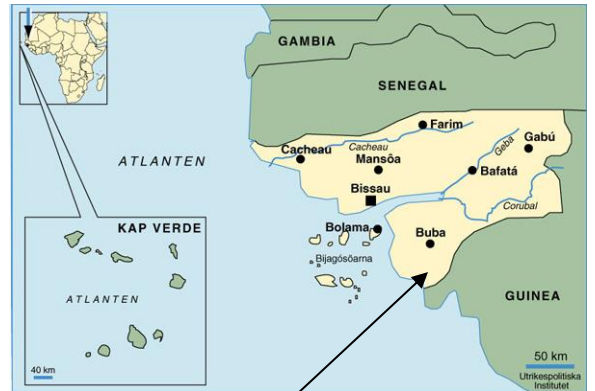 GAMBIA
SENEGAL
Farim
Cacheau
Cacheau
Gabú
Geba
ATLANTEN
Mansôa
Bafatá
Bissau
Corubal
KAP VERDE
Bolama
Buba
Bijagósöarna
ATLANTEN
GUINEA
40 km
50 km
Utrikespolitiska
Institutet